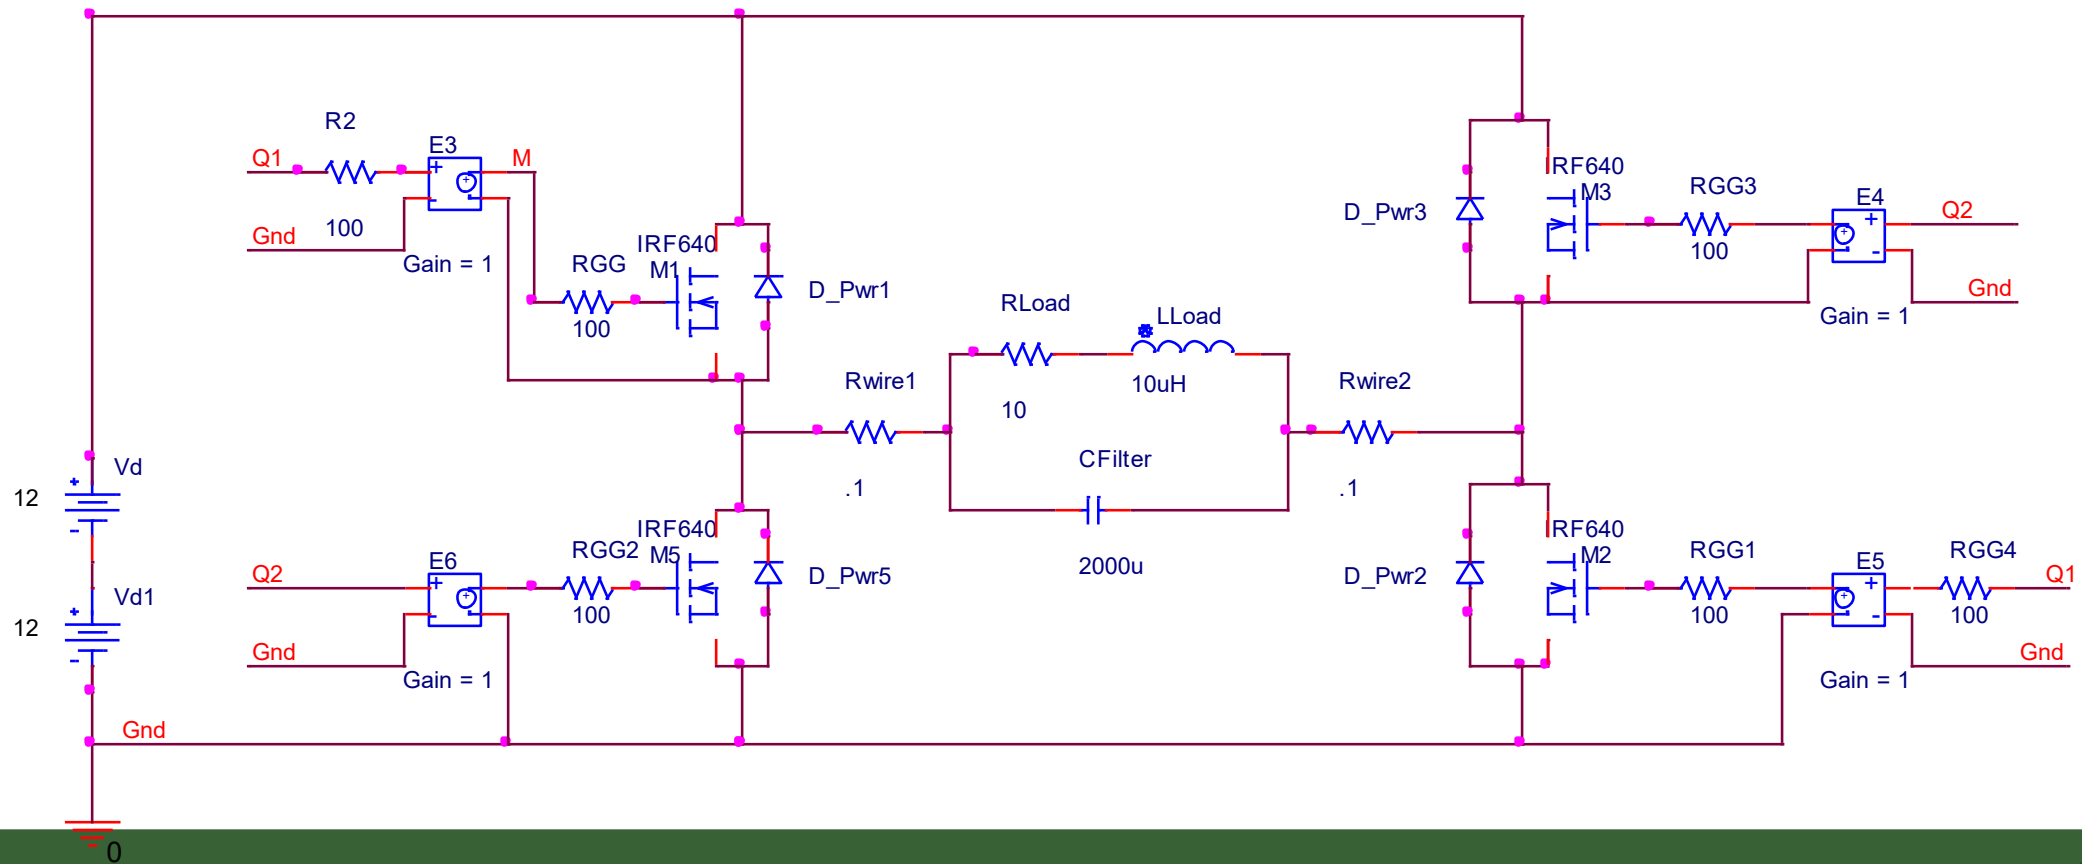 R2
E3
Q1
M
100
Gnd
Gain = 1
IRF640
M1
RGG
100
D_Pwr1
IRF640
M3
RGG3
100
E4
Q2
D_Pwr3
Gnd
Gain = 1
RLoad
LLoad
10
10uH
Rwire1
.1
Rwire2
.1
CFilter
2000u
Vd
12
Vd1
12
Q2
E6
Gnd
Gain = 1
IRF640
M5
RGG2
100
D_Pwr5
IRF640
M2
D_Pwr2
RGG1
100
E5
RGG4
100
Q1
Gnd
Gain = 1
Gnd
0